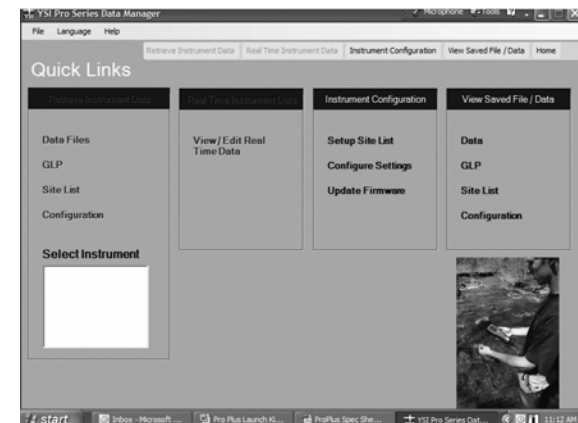 YSI Pro Series Data Manager
Microphone Tools
File Language Help
Retrieve Instrument Data Real Time Instrument Data Instrument Configuration View Saved File / Data Home
Quick Links
Retrieve Instrument Data Real Time Instrument Data Instrument Configuration View Saved File / Data
Data Files View / Edit Real Setup Site List Data
Time Data
GLP Configure Settings GLP
Site List Update Firmware Site List
Configuration Configuration
Select Instrument
start Inbox - Microsoft ... Pro Plus Launch Ki... ProPlus Spec She... YSI Pro Series Dat... 11:12 AM